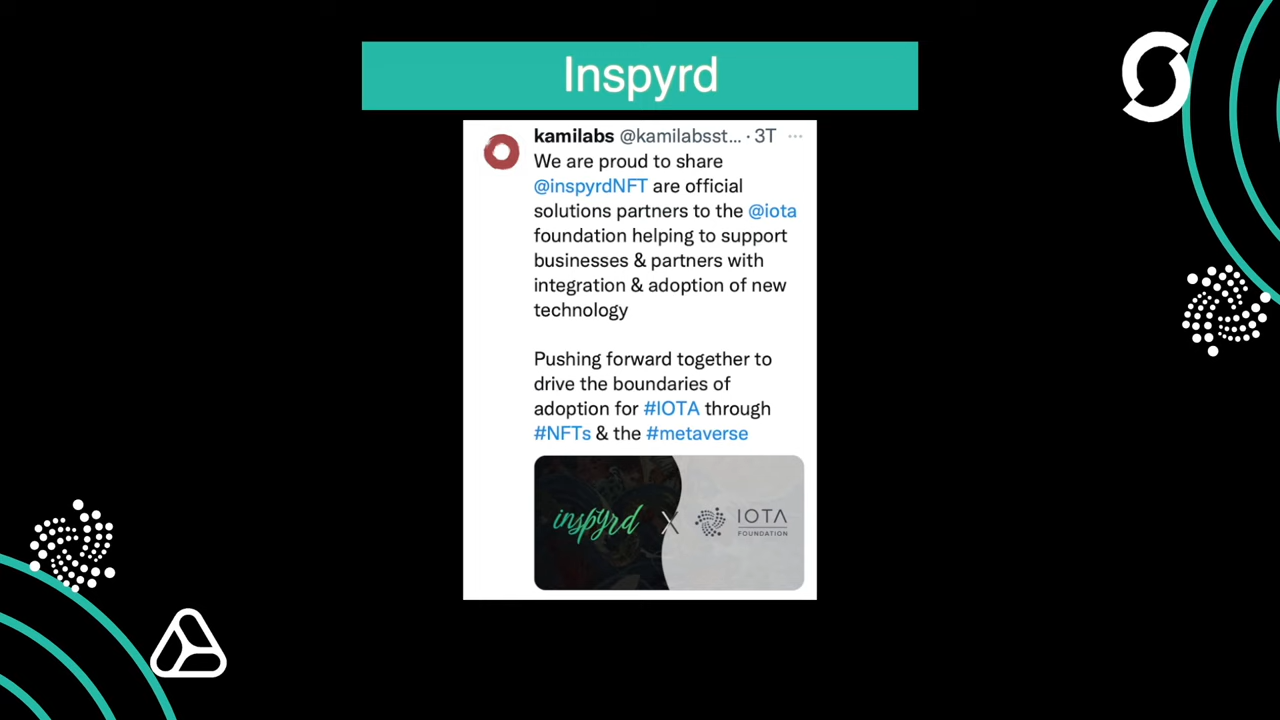 Inspyrd
kamilabs @kamilabsst... · 3T ...
We are proud to share
@inspyrdNFT are official
solutions partners to the @iota
foundation helping to support
businesses & partners with
integration & adoption of new
technology
Pushing forward together to
drive the boundaries of
adoption for #IOTA through
#NFTs & the #metaverse
inspyrd X IOTA
FOUNDATION